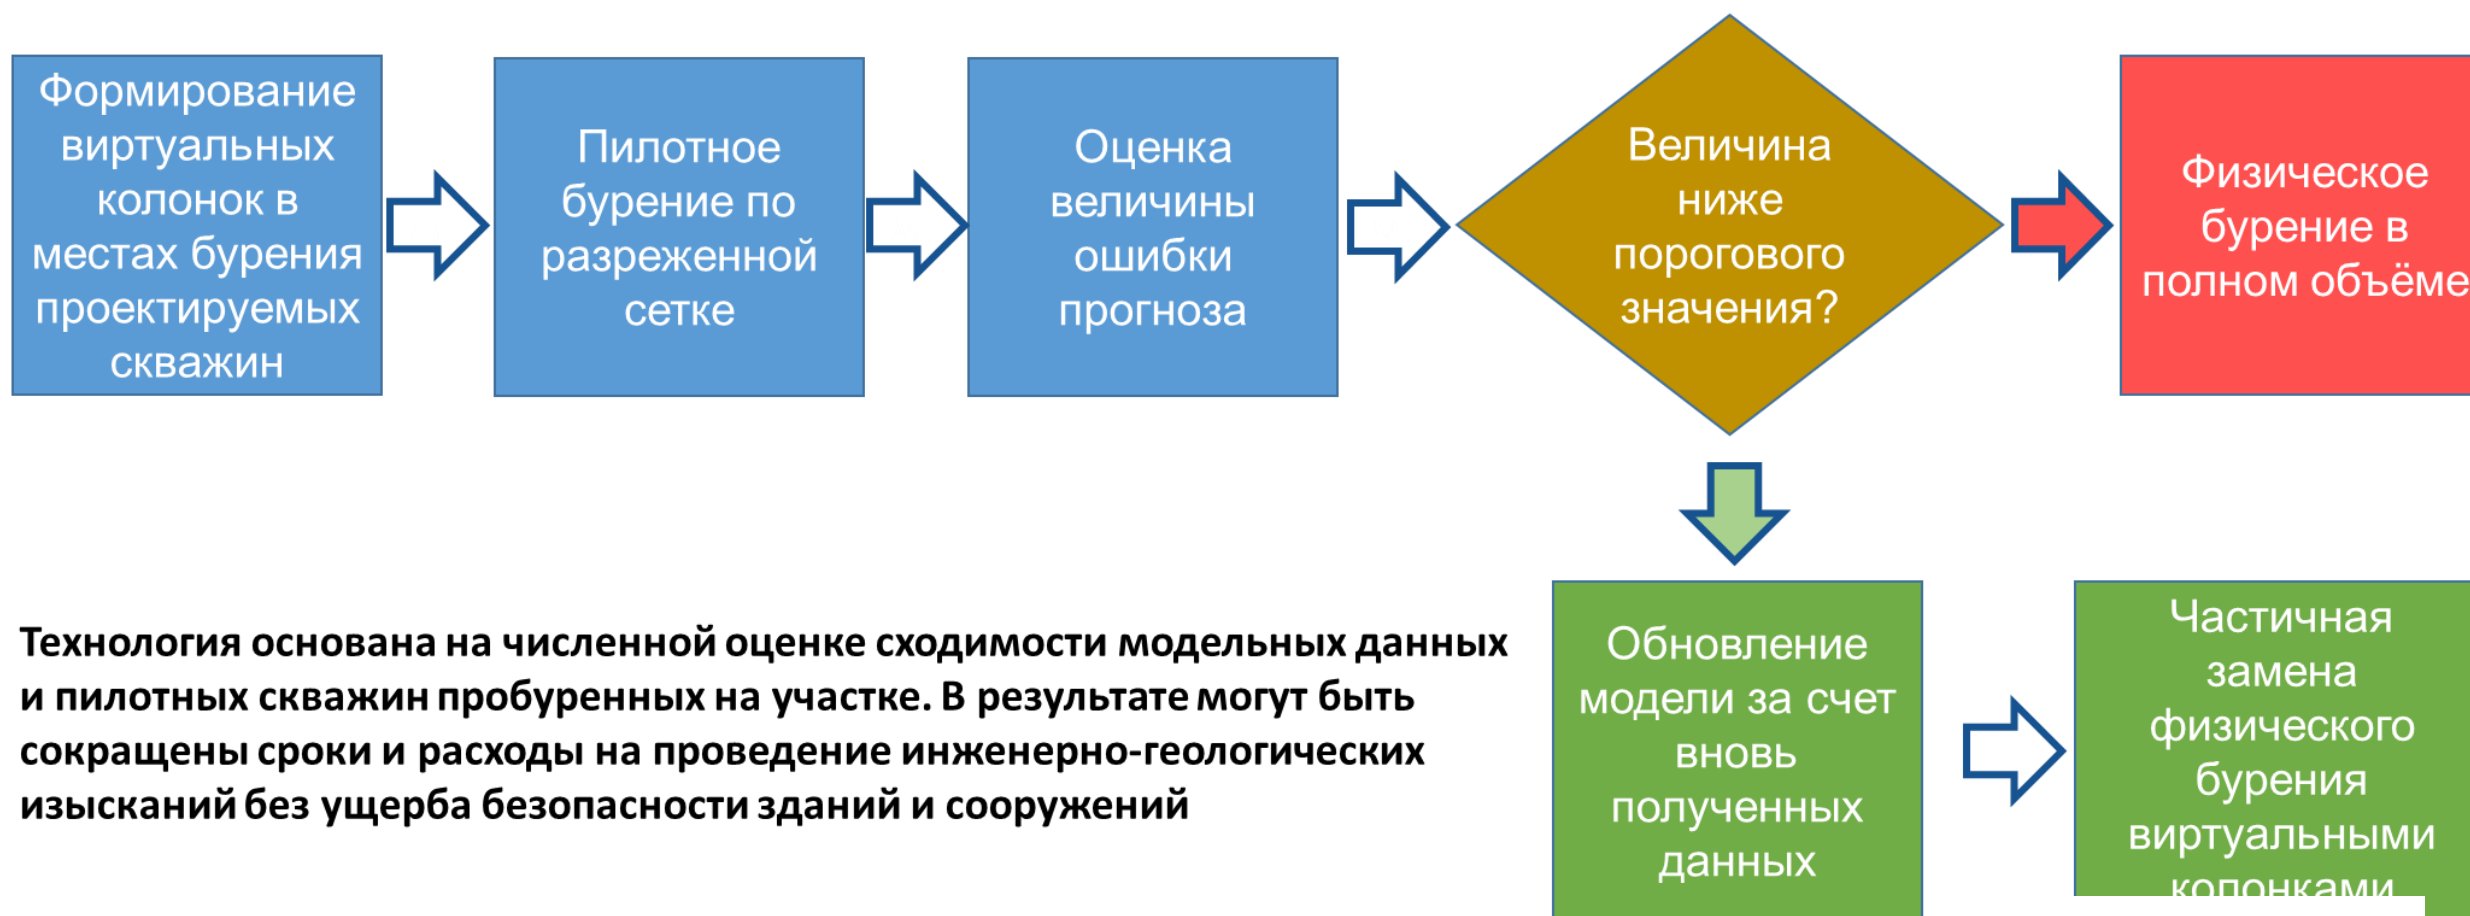 Формирование
виртуальных
колонок в
местах бурения
проектируемых
скважин
Пилотное
бурение по
разреженной
сетке
Оценка
величины
ошибки
прогноза
Величина
ниже
порогового
значения?
Физическое
бурение в
полном объёме
Обновление
модели за счет
вновь
полученных
данных
Частичная
замена
физического
бурения
виртуальными
колонками
Технология основана на численной оценке сходимости модельных данных
и пилотных скважин пробуренных на участке. В результате могут быть
сокращены сроки и расходы на проведение инженерно-геологических
изысканий без ущерба безопасности зданий и сооружений